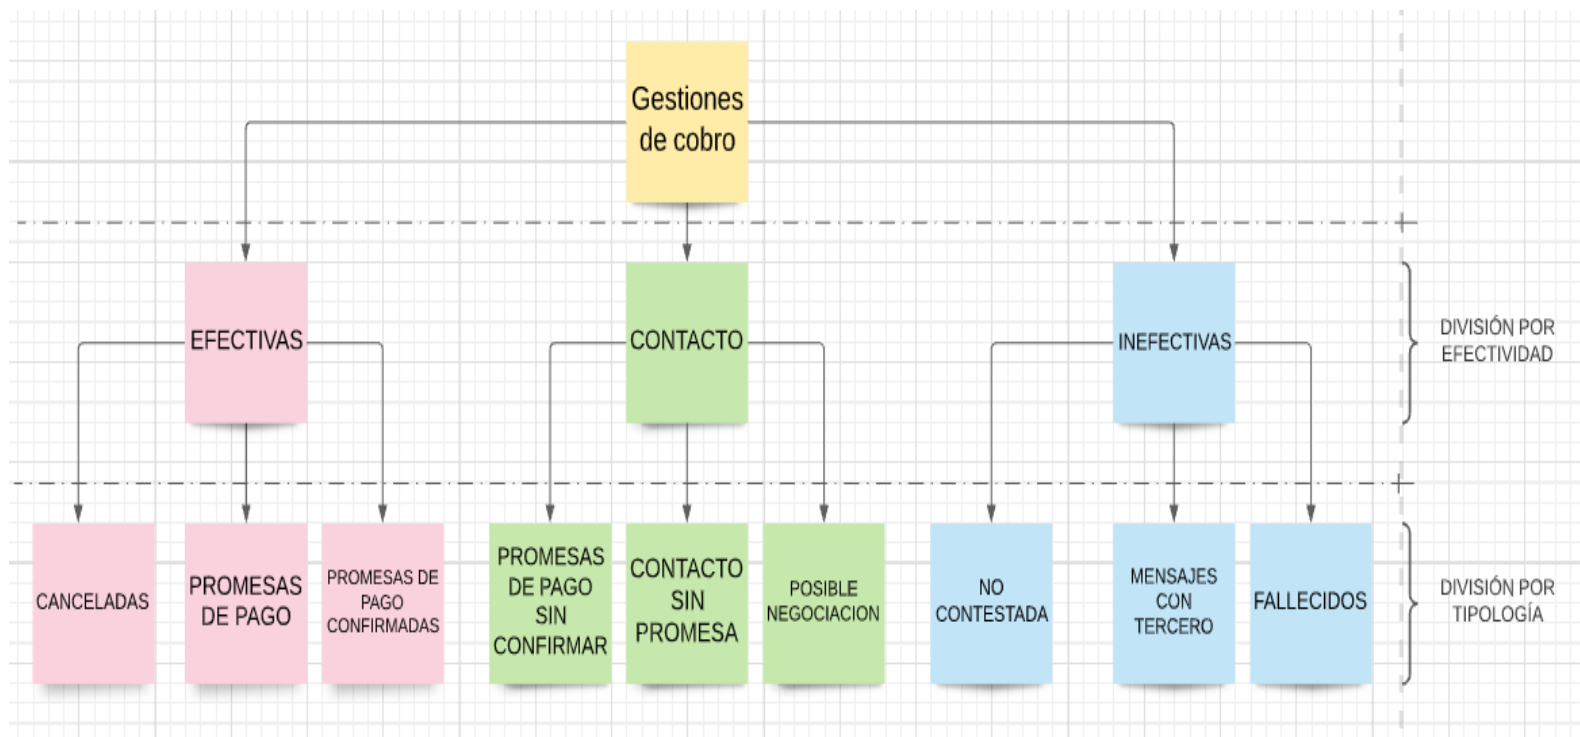 Gestiones
de cobro
EFECTIVAS
CONTACTO
INEFECTIVAS
DIVISIÓN POR
EFECTIVIDAD
CANCELADAS
PROMESAS
DE PAGO
PROMESAS DE
PAGO
CONFIRMADAS
PROMESAS
DE PAGO
SIN
CONFIRMAR
CONTACTO
SIN
PROMESA
POSIBLE
NEGOCIACION
NO
CONTESTADA
MENSAJES
CON
TERCERO
FALLECIDOS
DIVISIÓN POR
TIPOLOGÍA